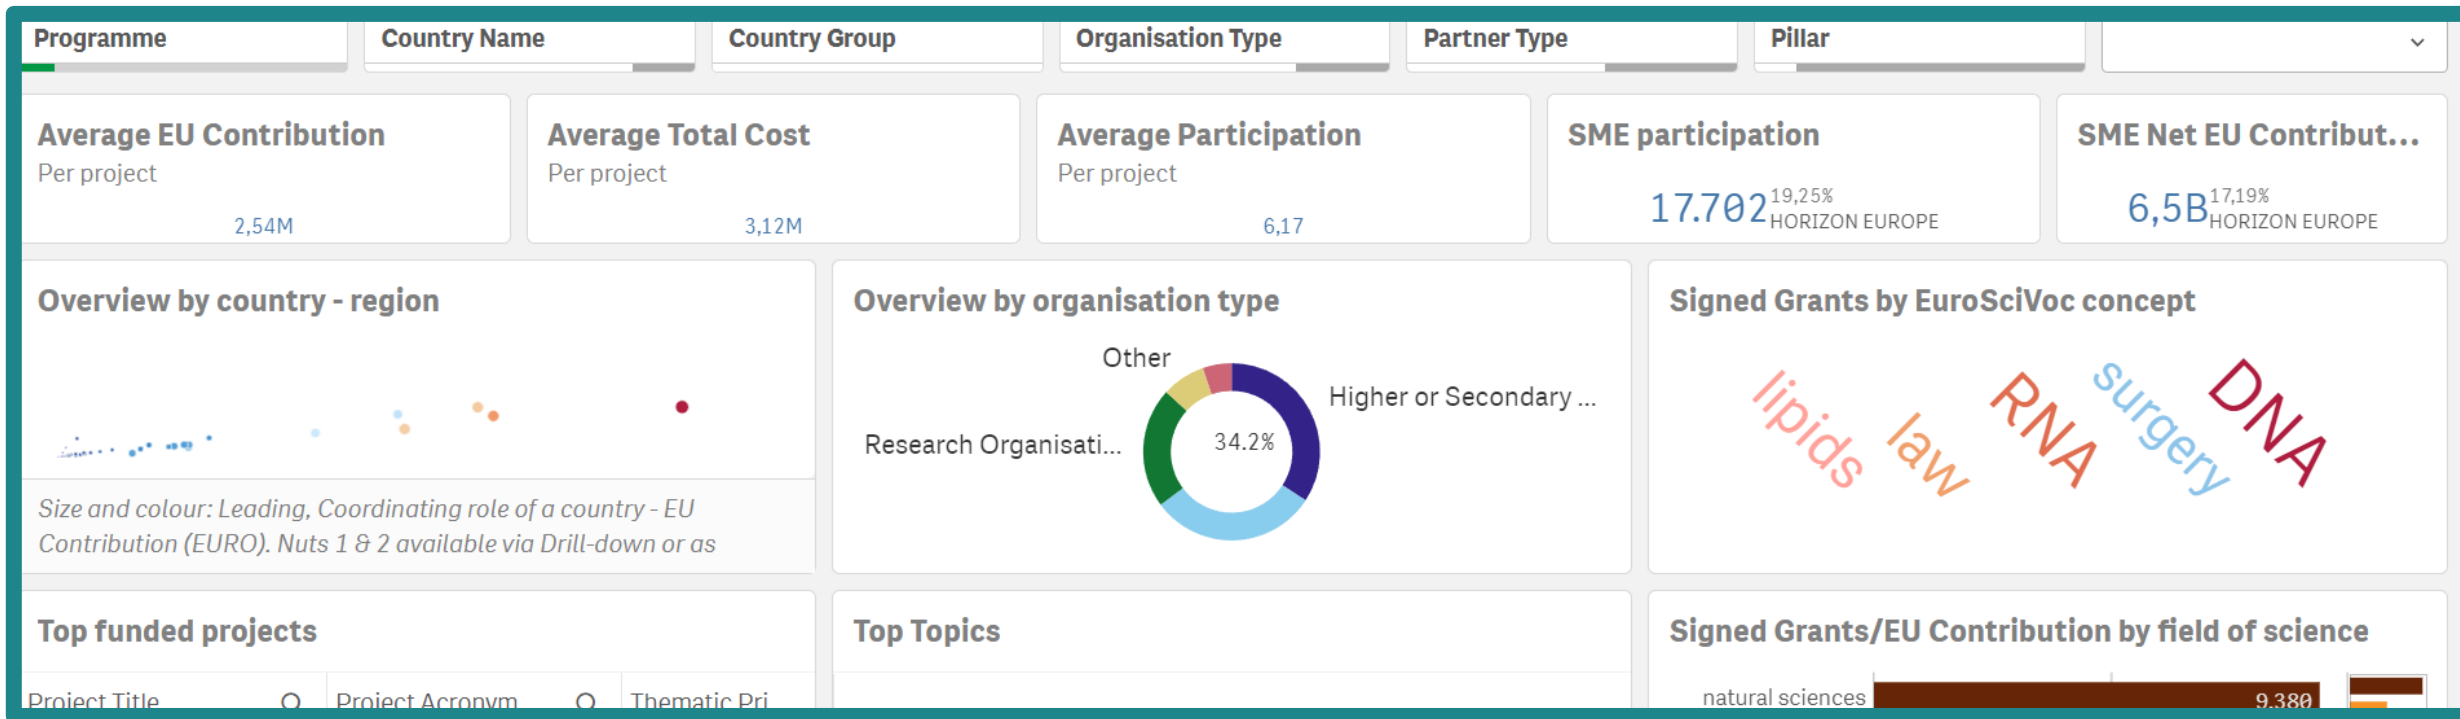 Programme
Country Name
Country Group
Organisation Type
Partner Type
Pillar
Average EU Contribution
Per project
2,54M
Average Total Cost
Per project
3,12M
Average Participation
Per project
6,17
SME participation
17.702
19,25%
HORIZON EUROPE
SME Net EU Contribut...
6,5B
17,19%
HORIZON EUROPE
Overview by country - region
Size and colour: Leading, Coordinating role of a country - EU
Contribution (EURO). Nuts 1 & 2 available via Drill-down or as
Overview by organisation type
Other
Higher or Secondary ...
Research Organisati...
34.2%
Signed Grants by EuroSciVoc concept
lipids
law
RNA
surgery
DNA
Top funded projects
Project Title
Project Acronym
Thematic Pri
Top Topics
Signed Grants/EU Contribution by field of science
natural sciences
9.380